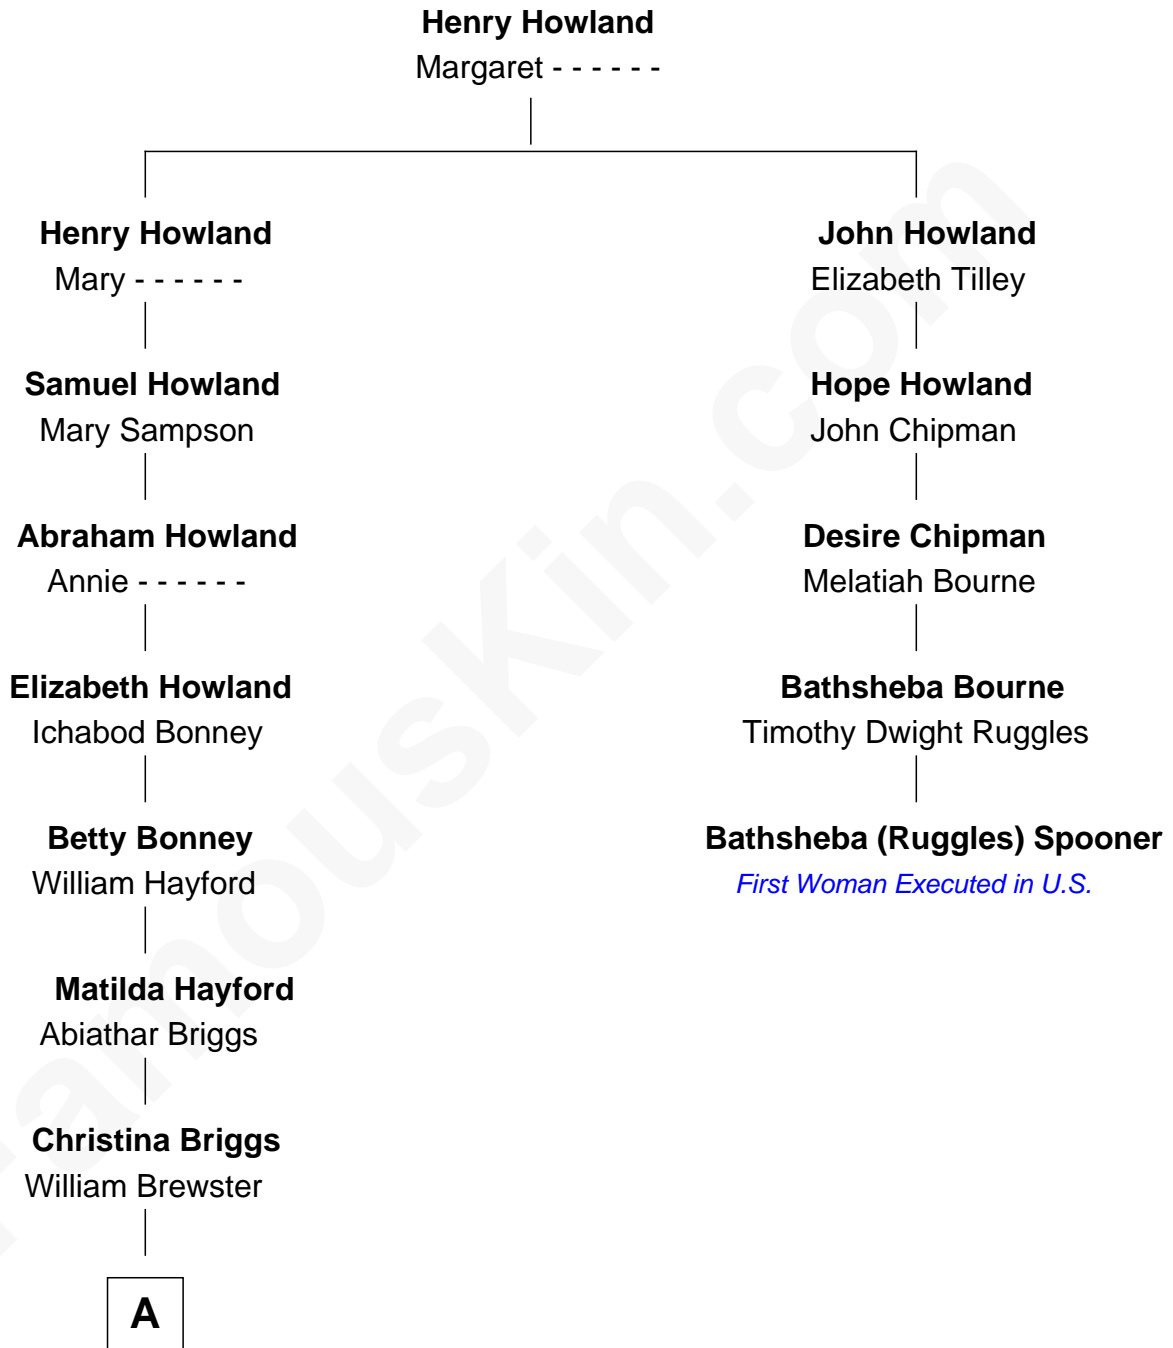 Henry Howland
Margaret - - - - - -
Henry Howland
Mary - - - - - -
Samuel Howland
Mary Sampson
Abraham Howland
Annie - - - - - -
Elizabeth Howland
Ichabod Bonney
Betty Bonney
William Hayford
Matilda Hayford
Abiathar Briggs
Christina Briggs
William Brewster
A
John Howland
Elizabeth Tilley
Hope Howland
John Chipman
Desire Chipman
Melatiah Bourne
Bathsheba Bourne
Timothy Dwight Ruggles
Bathsheba (Ruggles) Spooner
First Woman Executed in U.S.
FamousKin.com